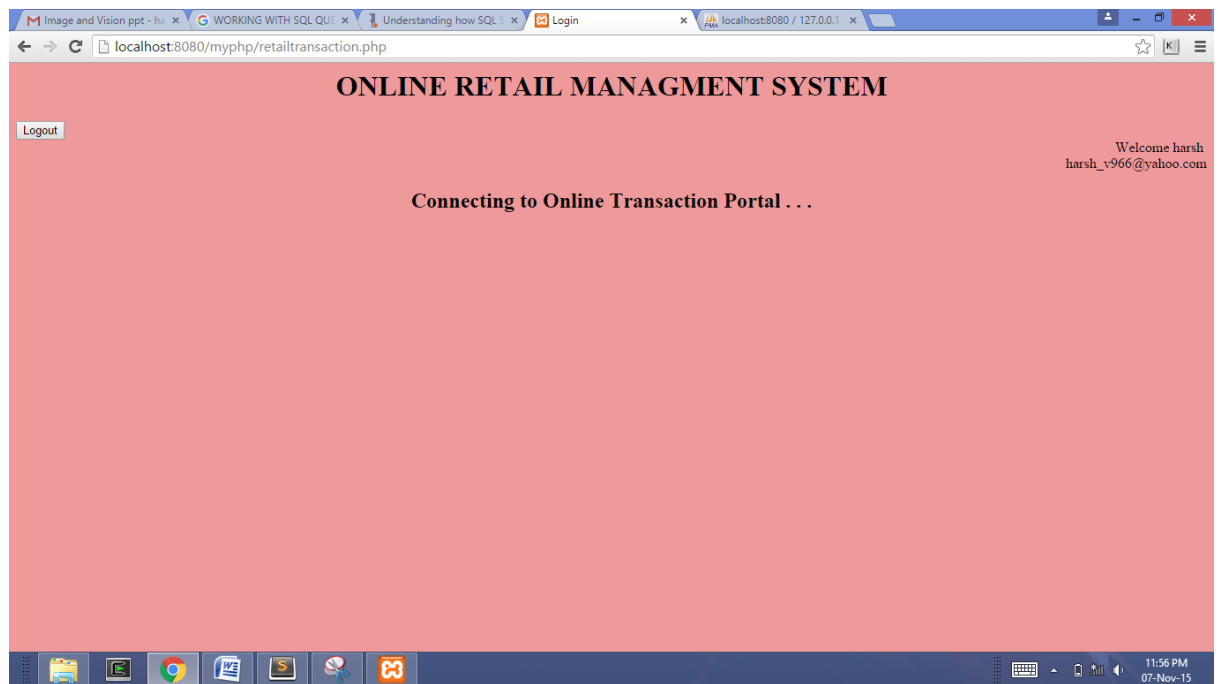 Image and Vision ppt - ha
WORKING WITH SQL QUE
Understanding how SQL S
Login
localhost:8080 / 127.0.0.1
localhost:8080/myphp/retailtransaction.php
ONLINE RETAIL MANAGMENT SYSTEM
Logout
Welcome harsh
harsh_v966@yahoo.com
Connecting to Online Transaction Portal . . .
11:56 PM
07-Nov-15